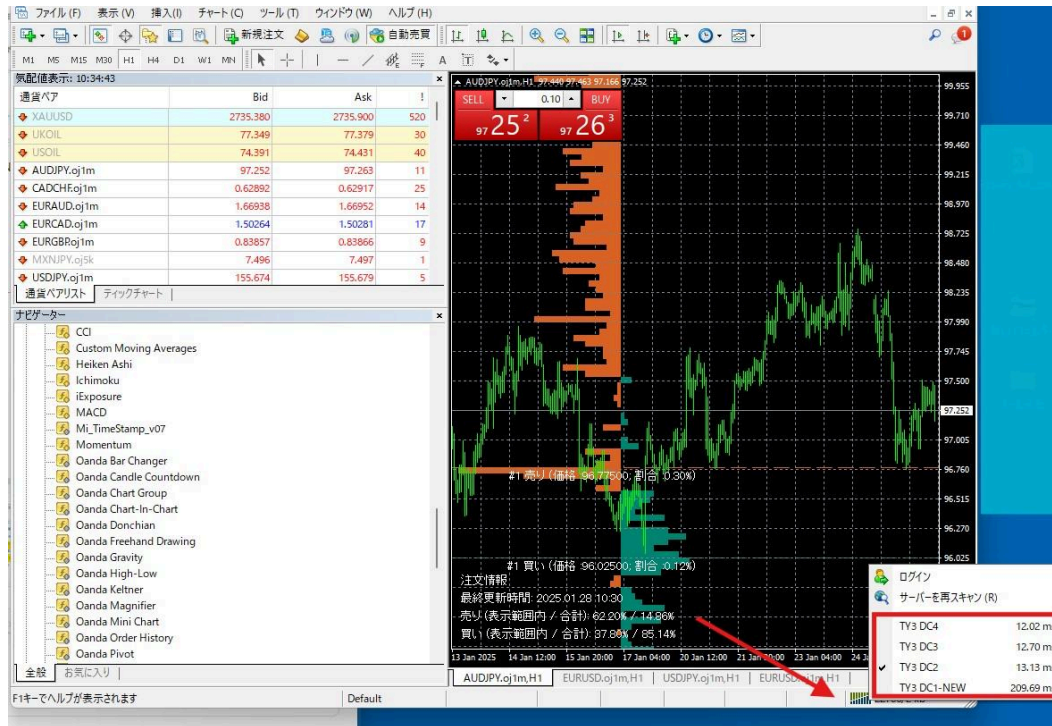 ファイル (F) 表示 (V) 挿入(I) チャート(C) ツール(T) ウインドウ(W) ヘルプ(H)
新規注文 自動売買
M1 M5 M15 M30 H1 H4 D1 W1 MN A T
気配値表示: 10:34:43
通貨ペア Bid Ask !
XAUUSD 2735.380 2735.900 520
UKOIL 77.349 77.379 30
USOIL 74.391 74.431 40
AUDJPY.oj1m 97.252 97.263 11
CADCHF.oj1m 0.62892 0.62917 25
EURAUD.oj1m 1.66938 1.66952 14
EURCAD.oj1m 1.50264 1.50281 17
EURGBP.oj1m 0.83857 0.83866 9
MXNJPY.oj5k 7.496 7.497 1
USDJPY.oj1m 155.674 155.679 5
通貨ペアリスト ティックチャート
ナビゲーター
CCI
Custom Moving Averages
Heiken Ashi
Ichimoku
iExposure
MACD
Mi_TimeStamp_v07
Momentum
Oanda Bar Changer
Oanda Candle Countdown
Oanda Chart Group
Oanda Chart-In-Chart
Oanda Donchian
Oanda Freehand Drawing
Oanda Gravity
Oanda High-Low
Oanda Keltner
Oanda Magnifier
Oanda Mini Chart
Oanda Order History
Oanda Pivot
全般 お気に入り
AUDJPY.oj1m,H1 97.440 97.463 97.166 97.252
SELL 0.10 BUY
97 25 2 97 26 3
99.955
99.710
99.460
99.215
98.970
98.725
98.480
98.235
97.990
97.745
97.500
97.252
97.005
96.760
96.515
96.270
96.025
#1 売り (価格: 96.77500; 割合: 0.30%)
#1 買い (価格: 96.02500; 割合: 0.12%)
注文情報
最終更新時間: 2025.01.28 10:30
売り (表示範囲内 / 合計): 62.20% / 14.86%
買い (表示範囲内 / 合計): 37.80% / 85.14%
13 Jan 2025 14 Jan 12:00 15 Jan 20:00 17 Jan 04:00 20 Jan 12:00 21 Jan 20:00 23 Jan 04:00 24 J
AUDJPY.oj1m,H1 EURUSD.oj1m,H1 USDJPY.oj1m,H1 EURUSD.oj1m,H1
ログイン
サーバーを再スキャン (R)
TY3 DC4 12.02 m
TY3 DC3 12.70 m
TY3 DC2 13.13 m
TY3 DC1-NEW 209.69 m
F1キーでヘルプが表示されます Default